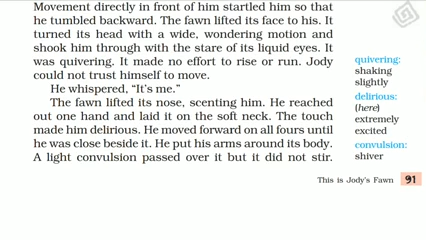 Movement directly in front of him startled him so that
he tumbled backward. The fawn lifted its face to his. It
turned its head with a wide, wondering motion and
shook him through with the stare of its liquid eyes. It
was quivering. It made no effort to rise or run. Jody
could not trust himself to move.
He whispered, “It’s me.”
The fawn lifted its nose, scenting him. He reached
out one hand and laid it on the soft neck. The touch
made him delirious. He moved forward on all fours until
he was close beside it. He put his arms around its body.
A light convulsion passed over it but it did not stir.
quivering:
shaking
slightly
delirious:
(here)
extremely
excited
convulsion:
shiver
This is Jody’s Fawn 91